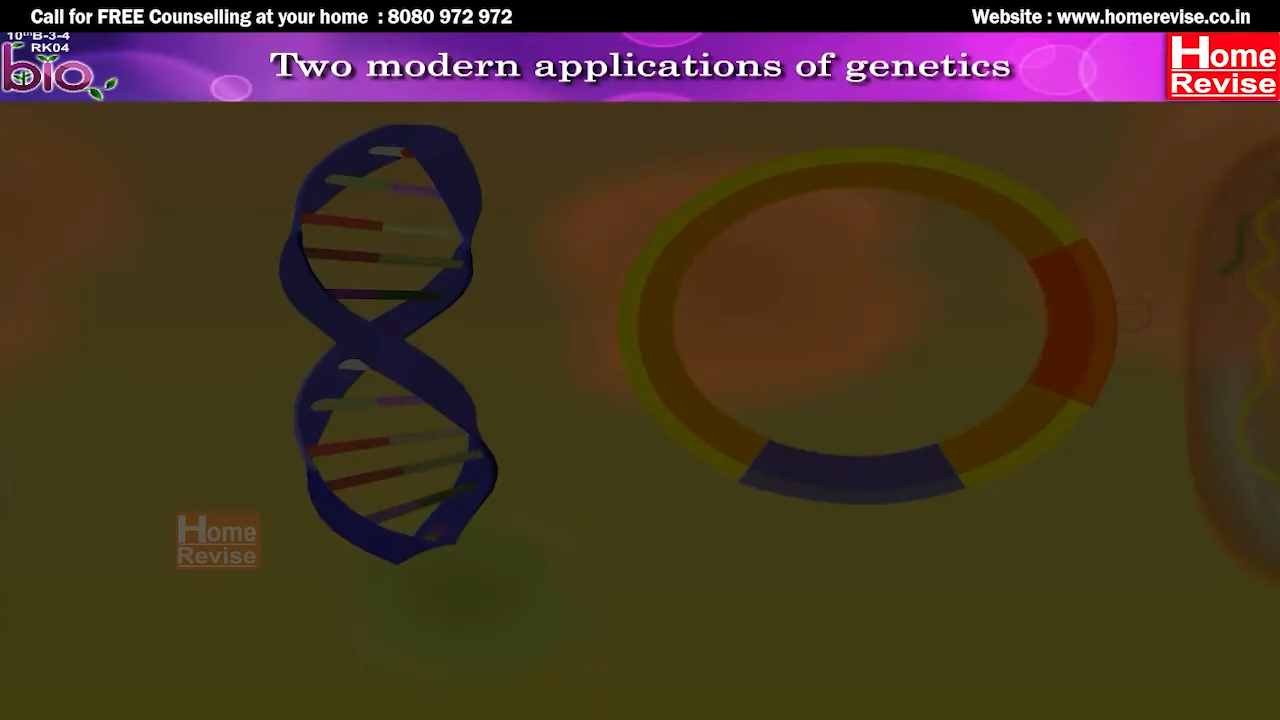 Call for FREE Counselling at your home : 8080 972 972
Website : www.homerevise.co.in
10thB-3-4
RK04
bio
Two modern applications of genetics
Home
Revise
Home
Revise